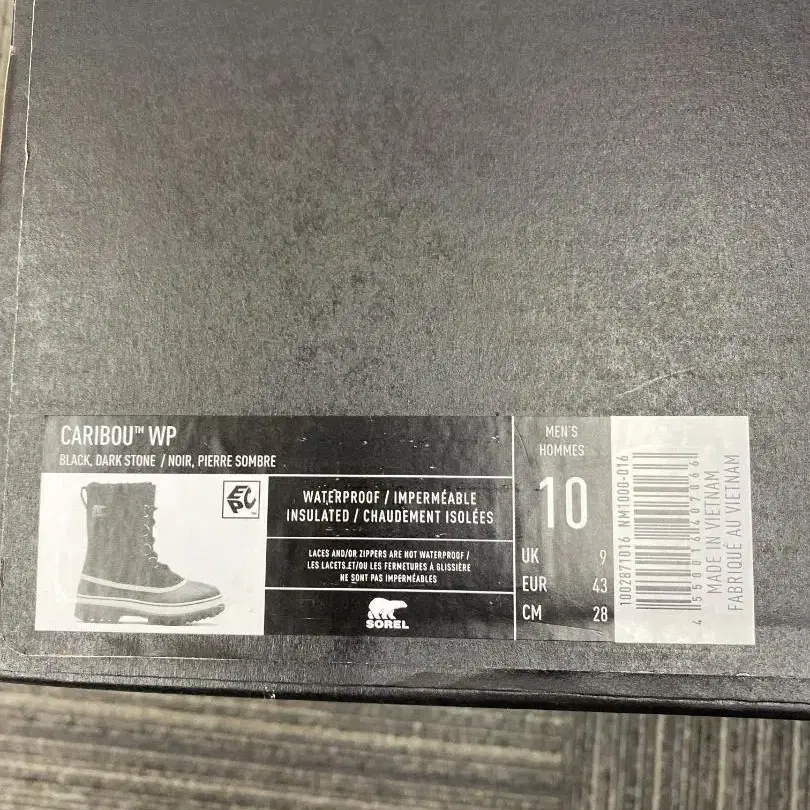 CARIBOU™ WP
BLACK, DARK STONE / NOIR, PIERRE SOMBRE
EPC
WATERPROOF / IMPERMÉABLE
INSULATED / CHAUDEMENT ISOLÉES
LACES AND/OR ZIPPERS ARE NOT WATERPROOF /
LES LACETS ET/OU LES FERMETURES À GLISSIÈRE
NE SONT PAS IMPERMÉABLES
SOREL
MEN'S
HOMMES
10
UK 9
EUR 43
CM 28
1002871016 NM1000-016
MADE IN VIETNAM
FABRIQUÉ AU VIETNAM